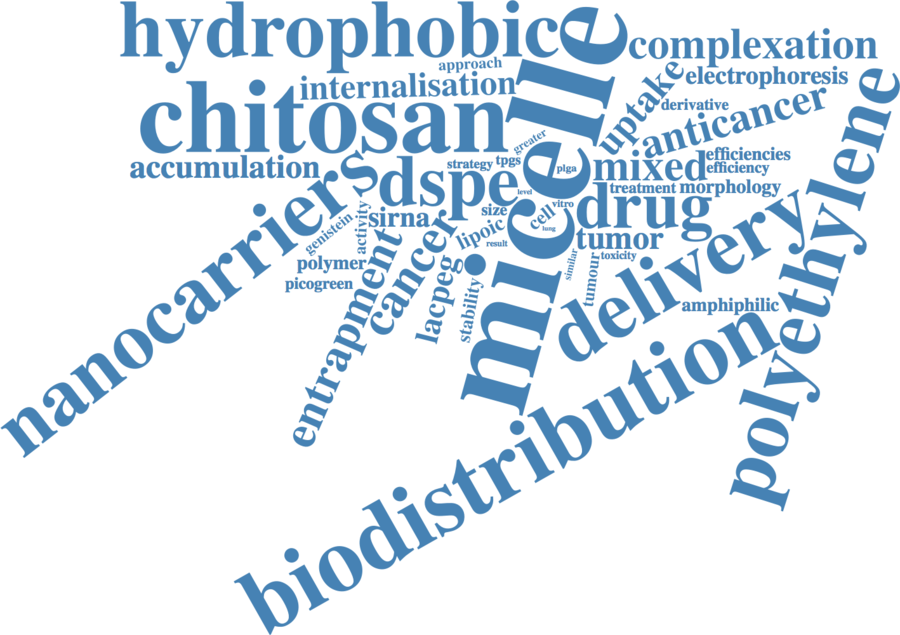 hydrophobic
micelle
complexation
approach
internalisation
uptake
electrophoresis
polyethylene
chitosan
derivative
anticancer
greater
accumulation
nanocarriers
dspe
strategy
tpgs
plga
mixed
efficiencies
efficiency
level
treatment
morphology
genistein
activity
sirna
size
cell
vitro
drug
lipoic
lung
result
tumor
polymer
picogreen
entrapment
cancer
lacpeg
stability
similar
tumour
toxicity
delivery
amphiphilic
biodistribution